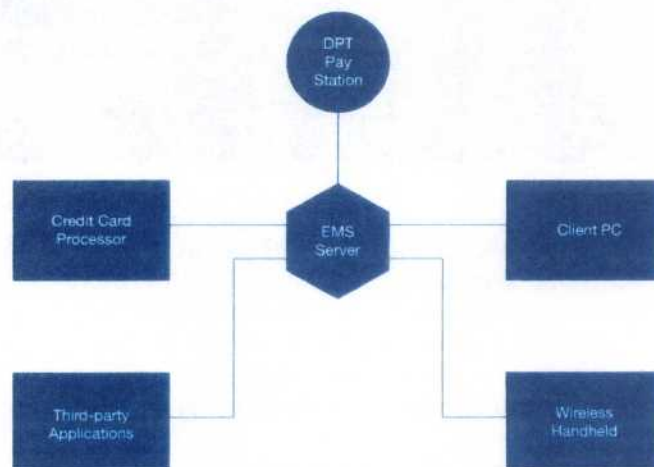 DPT
Pay
Station
Credit Card
Processor
EMS
Server
Client PC
Third-party
Applications
Wireless
Handheld